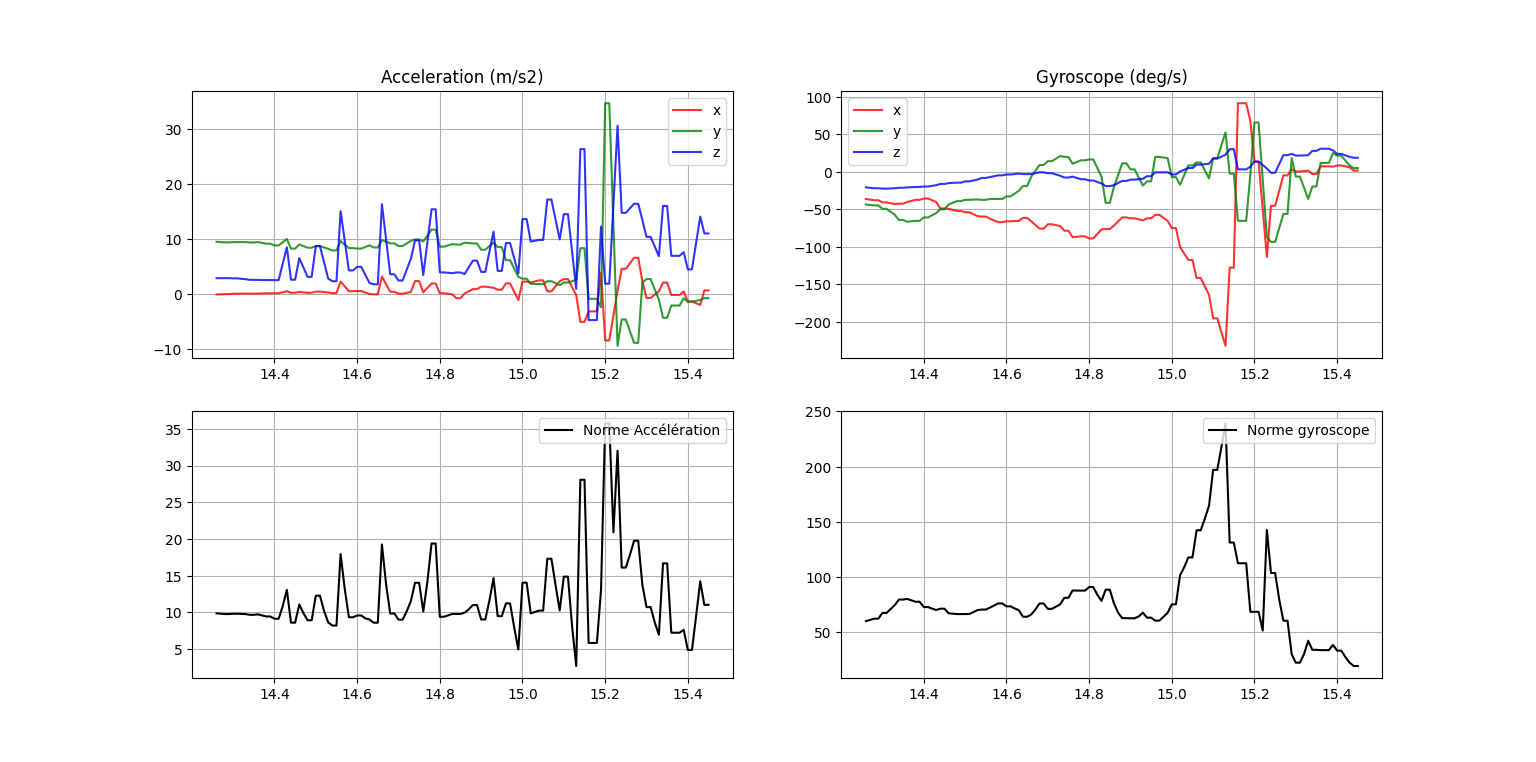 Acceleration (m/s2)
x
y
z
30
20
10
0
−10
14.4 14.6 14.8 15.0 15.2 15.4
Gyroscope (deg/s)
x
y
z
100
50
0
−50
−100
−150
−200
14.4 14.6 14.8 15.0 15.2 15.4
Norme Accélération
35
30
25
20
15
10
5
14.4 14.6 14.8 15.0 15.2 15.4
Norme gyroscope
250
200
150
100
50
14.4 14.6 14.8 15.0 15.2 15.4